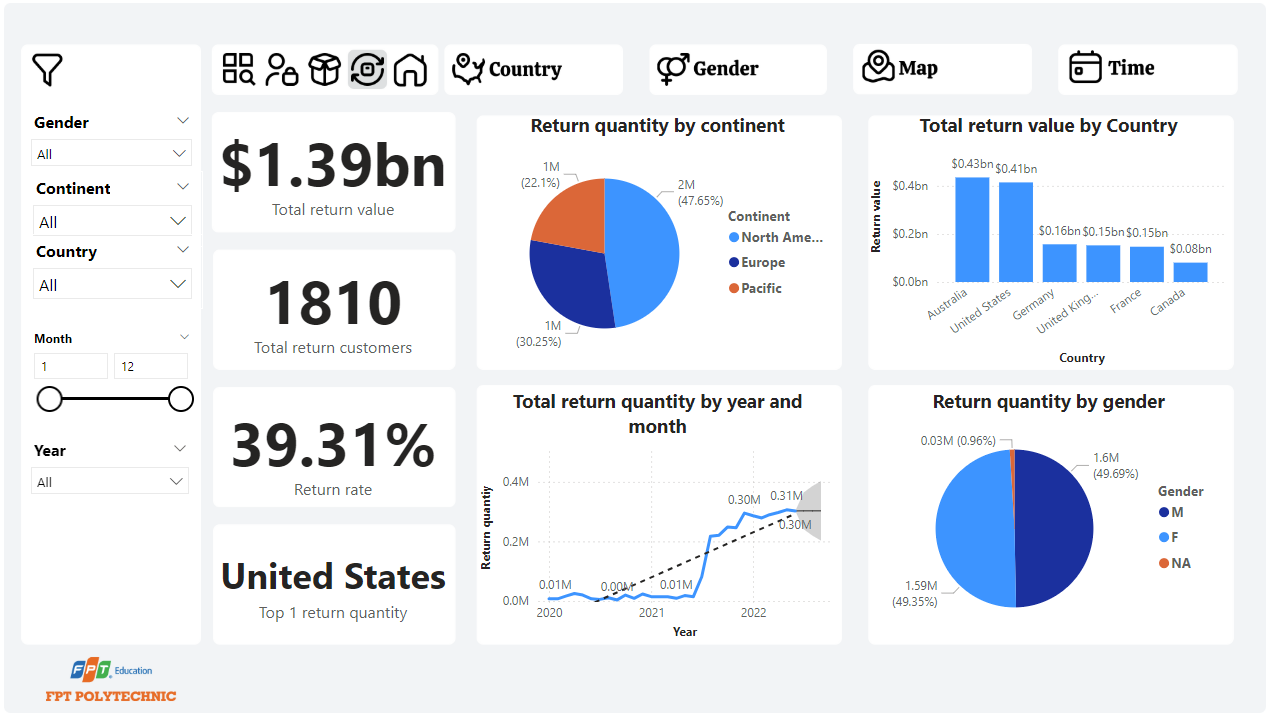 Country
Gender
Map
Time
Gender
All
Continent
All
Country
All
Month
1
12
Year
All
$1.39bn
Total return value
1810
Total return customers
39.31%
Return rate
United States
Top 1 return quantity
Return quantity by continent
1M
(22.1%)
2M
(47.65%)
1M
(30.25%)
Continent
North Ame...
Europe
Pacific
Total return value by Country
Return value
$0.4bn
$0.2bn
$0.0bn
$0.43bn
$0.41bn
$0.16bn
$0.15bn
$0.15bn
$0.08bn
Australia
United States
Germany
United King...
France
Canada
Country
Total return quantity by year and
month
Return quantiy
0.4M
0.2M
0.0M
0.01M
0.00M
0.01M
0.30M
0.31M
0.30M
2020
2021
2022
Year
Return quantity by gender
0.03M (0.96%)
1.6M
(49.69%)
1.59M
(49.35%)
Gender
M
F
NA
FPT Education
FPT POLYTECHNIC